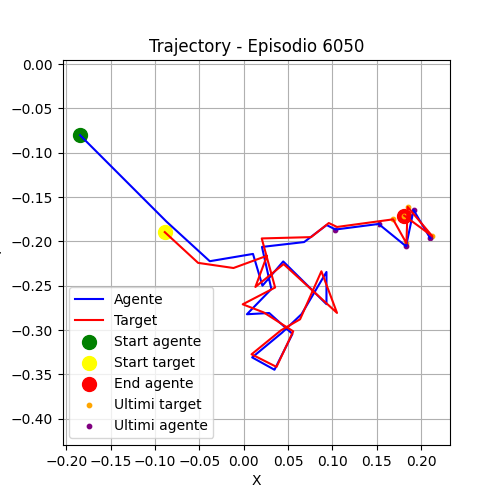 Trajectory - Episodio 6050
0.00
−0.05
−0.10
−0.15
−0.20
−0.25
−0.30
−0.35
−0.40
Agente
Target
Start agente
Start target
End agente
Ultimi target
Ultimi agente
−0.20 −0.15 −0.10 −0.05 0.00 0.05 0.10 0.15 0.20
X